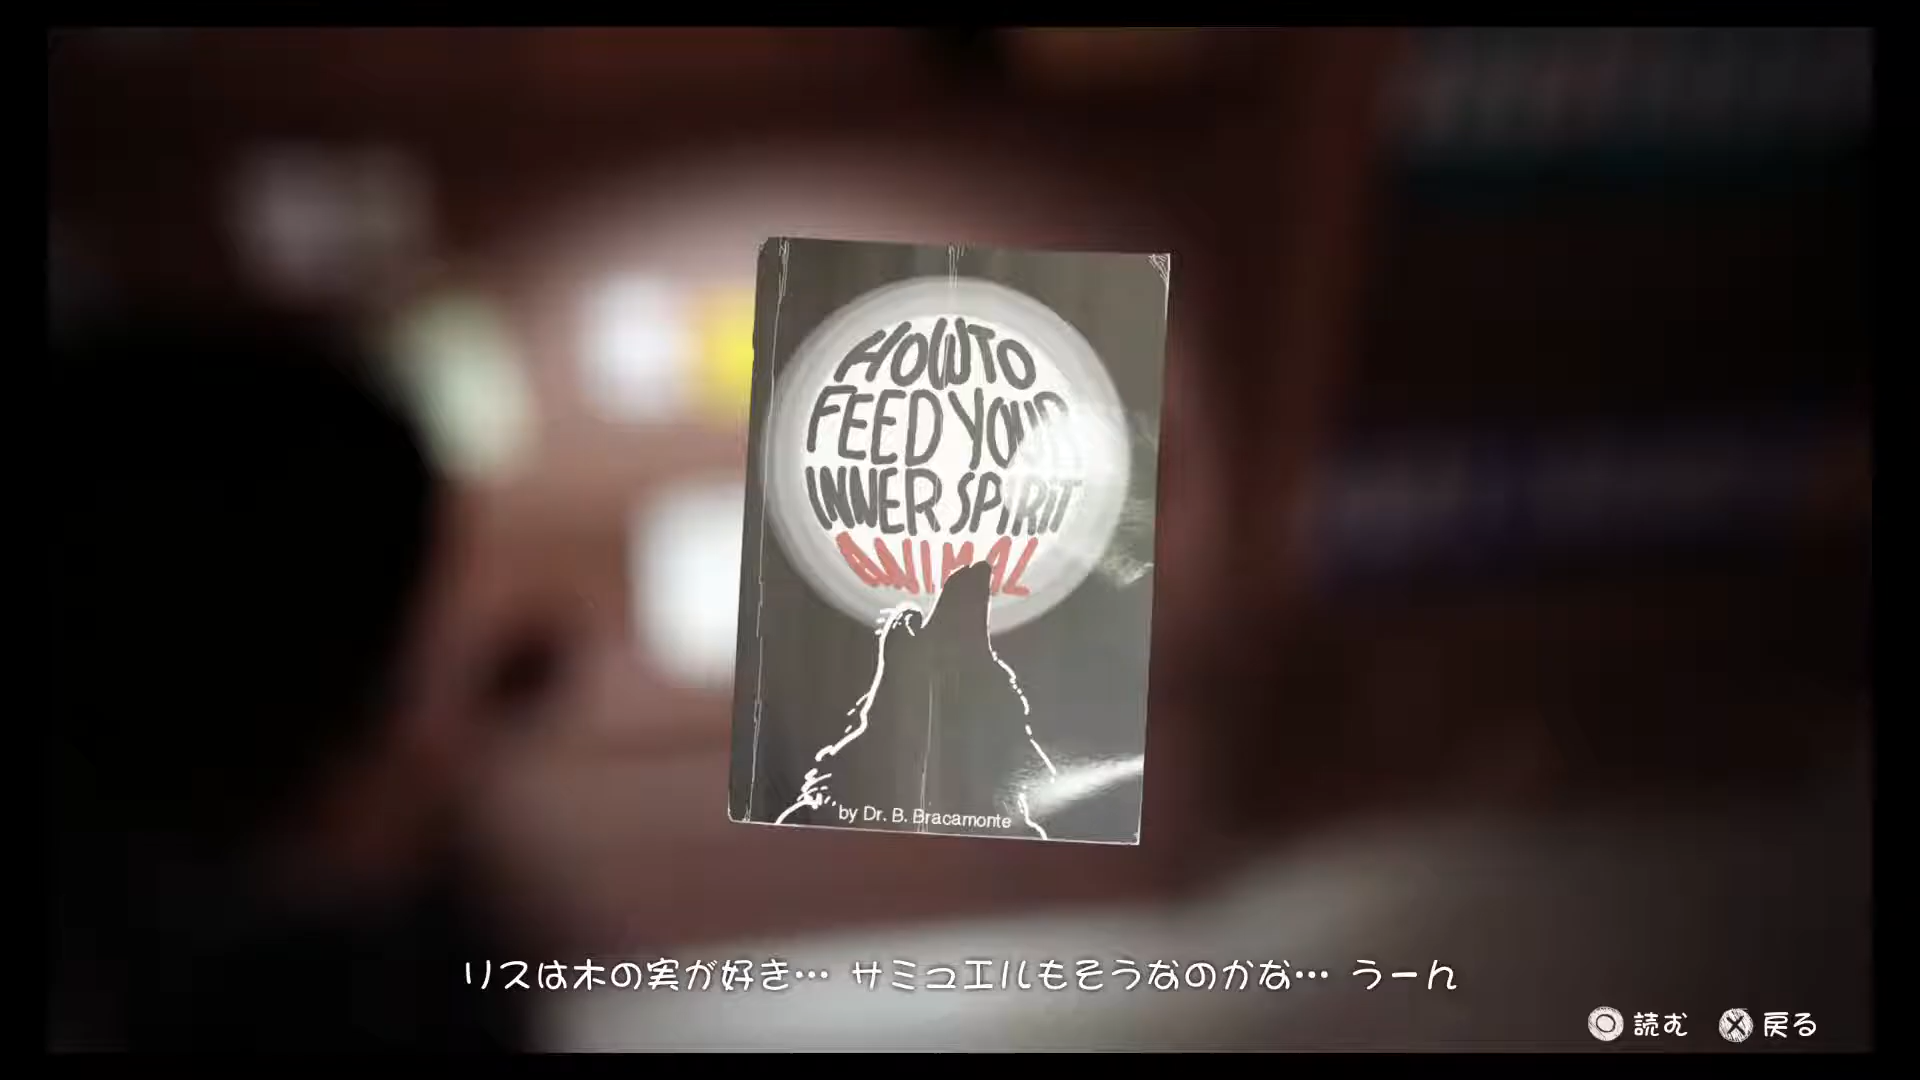 HOW TO
FEED YOUR
INNER SPIRIT
ANIMAL
by Dr. B. Bracamonte
リスは木の実が好き… サミュエルもそうなのかな… うーん
読む 戻る